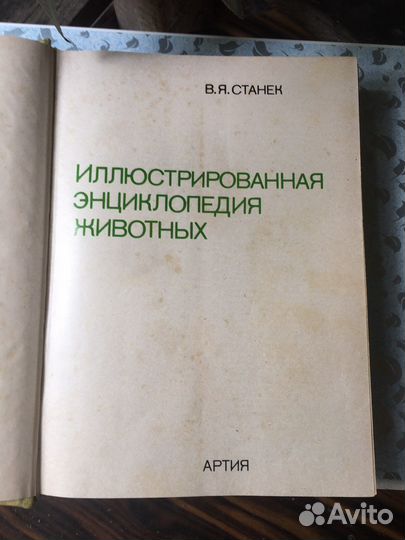 В.Я.СТАНЕК
ИЛЛЮСТРИРОВАННАЯ
ЭНЦИКЛОПЕДИЯ
ЖИВОТНЫХ
АРТИЯ
Avito